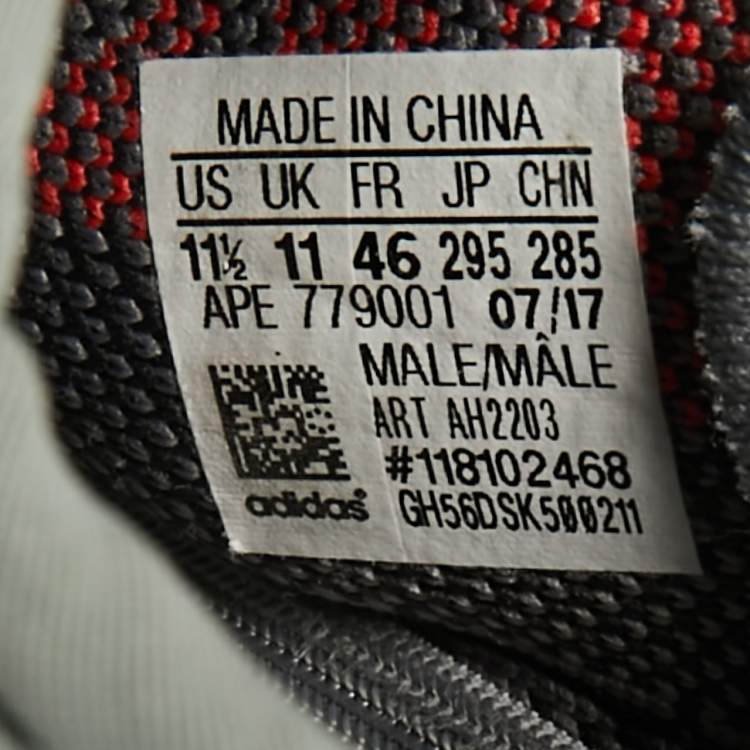 MADE IN CHINA
US UK FR JP CHN
11½ 11 46 295 285
APE 779001 07/17
MALE/MÂLE
ART AH2203
#118102468
adidas® GH56DSK500211